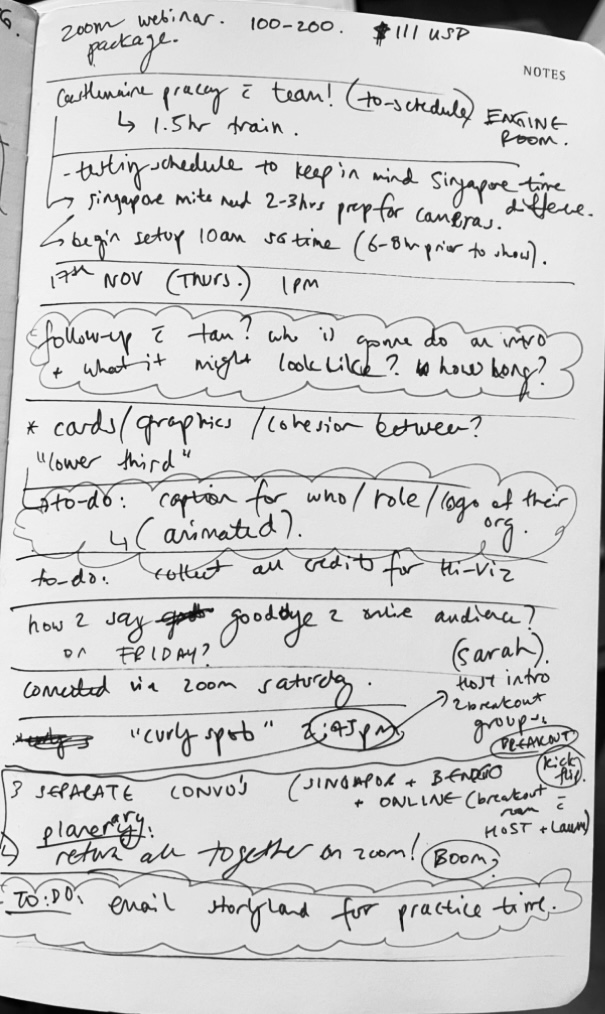 zoom webinar. 100-200. $111 USD
package.
NOTES
Castlemaine c̄ team! (to-schedule) ENGINE
ROOM.
↳ 1.5hr train.
- testing schedule to keep in mind Singapore time
differe.
→ singapore need 2-3hrs prep for cameras.
begin setup 10am SG time (6-8hr prior to show).
17th NOV (THURS.) 1pm
follow-up c̄ tan? who is gonna do an intro
+ what it might look like? how long?
* cards/graphics/cohesion between?
"lower third"
→ to-do: caption for who/role/logo of their
org.
↳ (animated).
to-do: collect all credits for Hi-Viz
how 2 say goodbye 2 online audience?
on FRIDAY?
(Sarah).
connected via zoom saturday.
Host intro
2 breakout
groups
"curly spot" 2:45pm
BREAKOUT
Kick
flip.
3 SEPARATE CONVO'S (SINGAPOR + BENDIGO
+ ONLINE (breakout
room c̄
HOST + Laum)
planerary:
return all together on zoom! BOOM
TO:DO: email storyland for practice time.